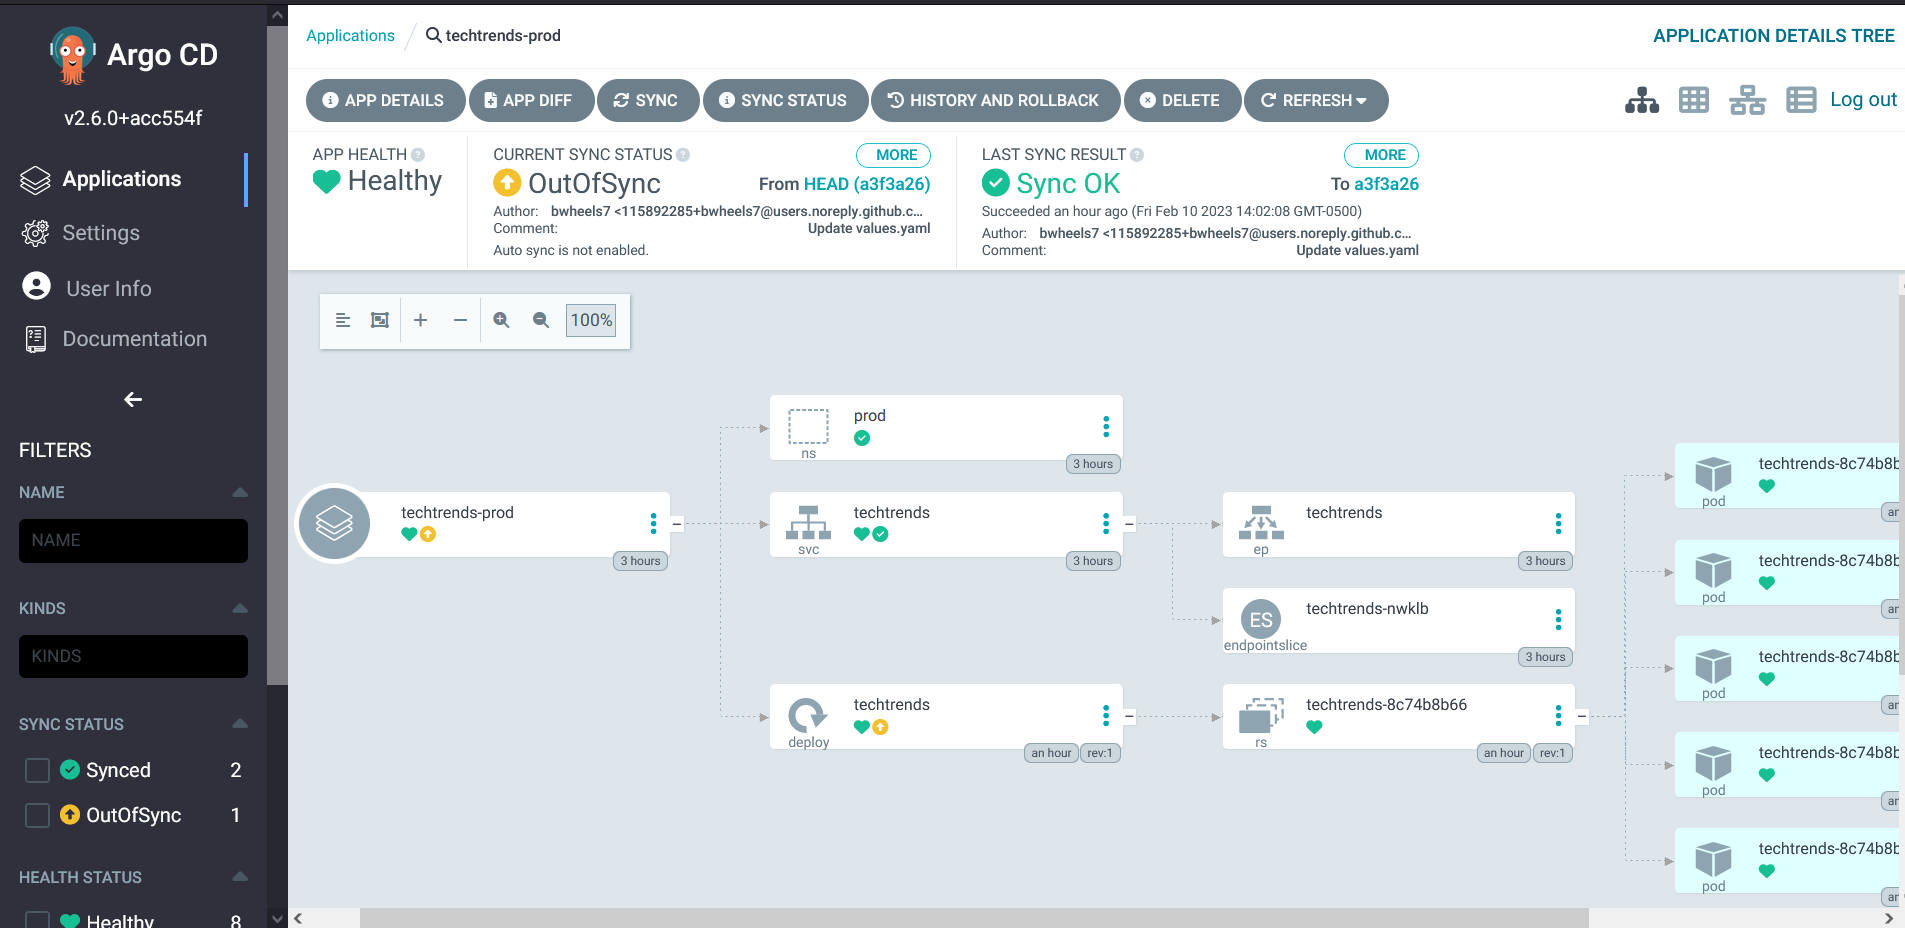 Argo CD
v2.6.0+acc554f
Applications
Settings
User Info
Documentation
FILTERS
NAME
NAME
KINDS
KINDS
SYNC STATUS
Synced 2
OutOfSync 1
HEALTH STATUS
Healthy 8
Applications / techtrends-prod
APPLICATION DETAILS TREE
APP DETAILS
APP DIFF
SYNC
SYNC STATUS
HISTORY AND ROLLBACK
DELETE
REFRESH
Log out
APP HEALTH
Healthy
CURRENT SYNC STATUS
MORE
OutOfSync
From HEAD (a3f3a26)
Author: bwheels7 <115892285+bwheels7@users.noreply.github.c...
Comment: Update values.yaml
Auto sync is not enabled.
LAST SYNC RESULT
MORE
Sync OK
To a3f3a26
Succeeded an hour ago (Fri Feb 10 2023 14:02:08 GMT-0500)
Author: bwheels7 <115892285+bwheels7@users.noreply.github.c...
Comment: Update values.yaml
100%
techtrends-prod
3 hours
prod
ns
3 hours
techtrends
svc
3 hours
techtrends
deploy
an hour rev:1
techtrends
ep
3 hours
ES
techtrends-nwklb
endpointslice
3 hours
techtrends-8c74b8b66
rs
an hour rev:1
techtrends-8c74b8b
pod
an
techtrends-8c74b8b
pod
an
techtrends-8c74b8b
pod
an
techtrends-8c74b8b
pod
an
techtrends-8c74b8b
pod
an